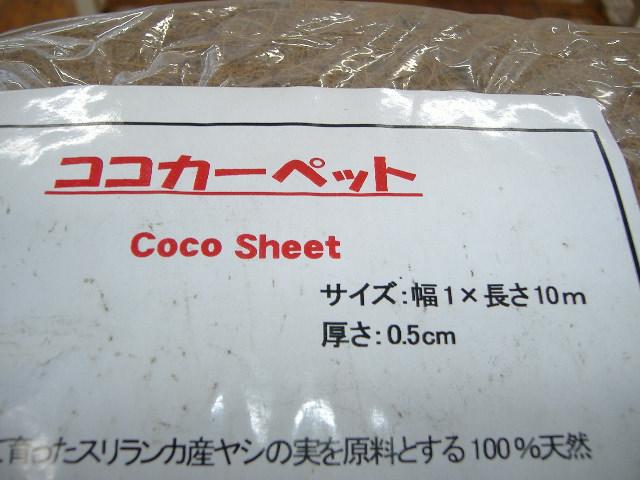 ココカーペット
Coco Sheet
サイズ:幅1×長さ10m
厚さ:0.5cm
て育ったスリランカ産ヤシの実を原料とする100%天然